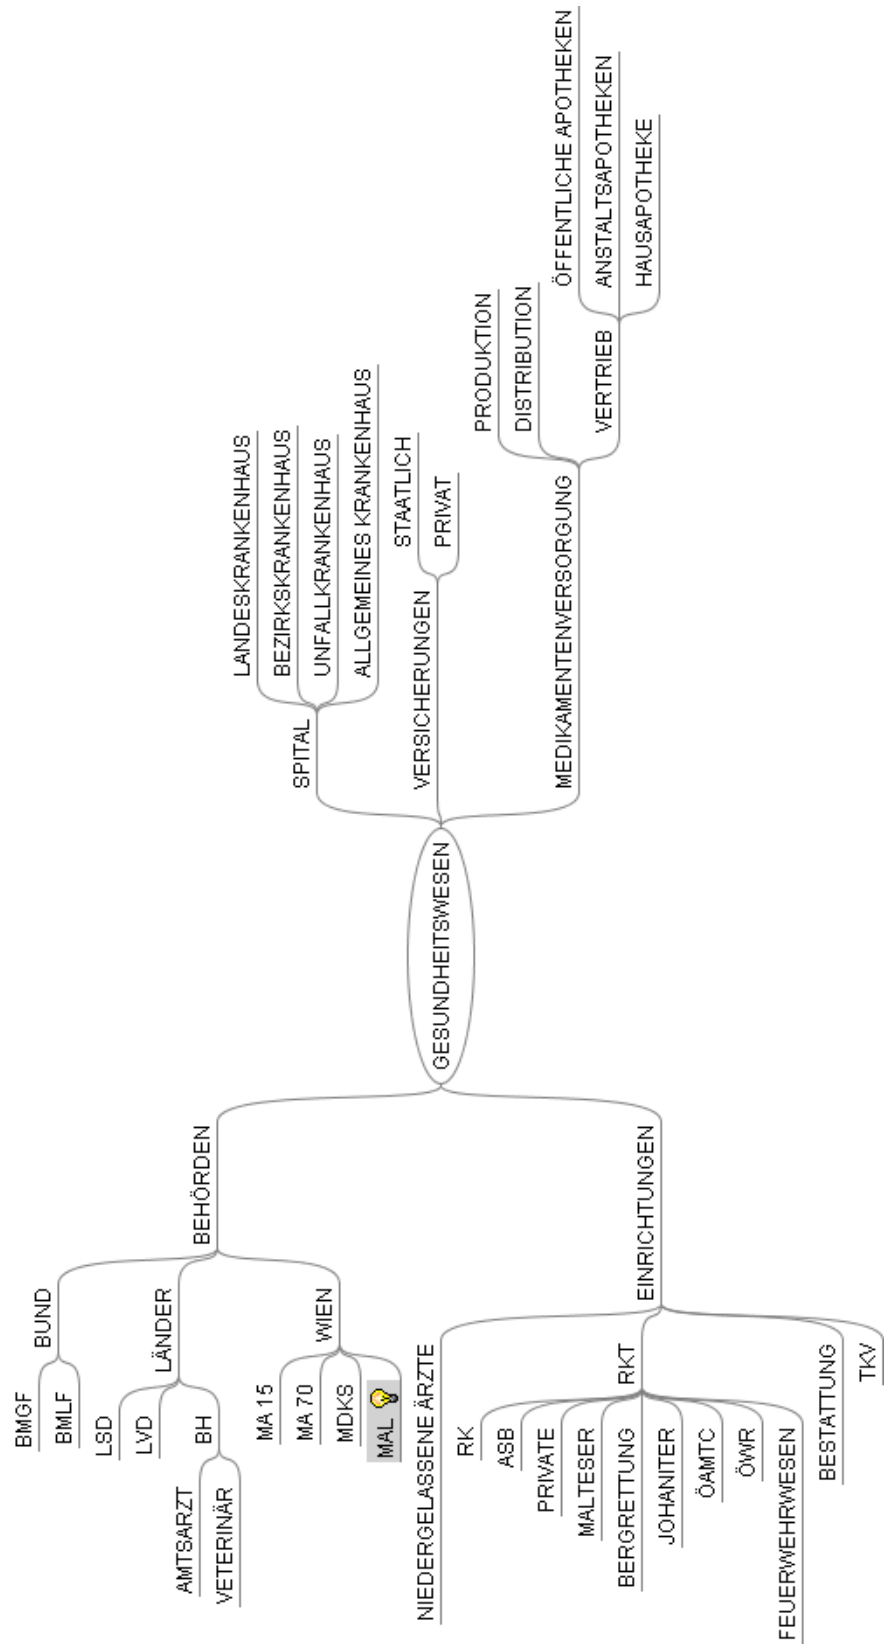 GESUNDHEITSWESEN
BEHÖRDEN
BUND
BMGF
BMLF
LÄNDER
LSD
LVD
BH
AMTSARZT
VETERINÄR
WIEN
MA 15
MA 70
MDKS
MAL
EINRICHTUNGEN
NIEDERGELASSENE ÄRZTE
RKT
RK
ASB
PRIVATE
MALTESER
BERGRETTUNG
JOHANITER
ÖAMTC
ÖWR
FEUERWEHRWESEN
BESTATTUNG
TKV
SPITAL
LANDESKRANKENHAUS
BEZIRKSKRANKENHAUS
UNFALLKRANKENHAUS
ALLGEMEINES KRANKENHAUS
VERSICHERUNGEN
STAATLICH
PRIVAT
MEDIKAMENTENVERSORGUNG
PRODUKTION
DISTRIBUTION
VERTRIEB
ÖFFENTLICHE APOTHEKEN
ANSTALTSAPOTHEKEN
HAUSAPOTHEKE